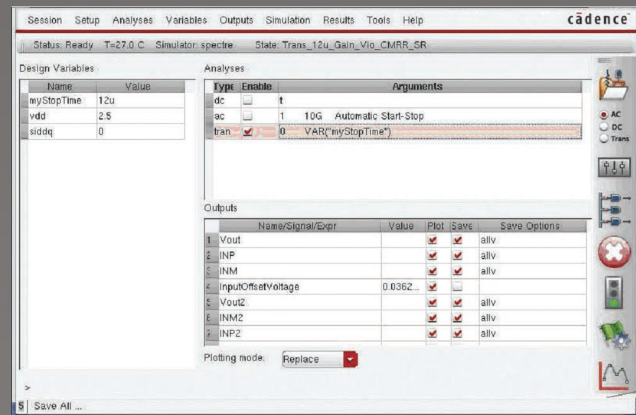 Session Setup Analyses Variables Outputs Simulation Results Tools Help cādence
Status: Ready T=27.0 C Simulator: spectre State: Trans_12u_Gain_Vio_CMRR_SR
Design Variables
Name Value
myStopTime 12u
vdd 2.5
siddq 0
Analyses
Type Enable Arguments
dc t
ac 1 10G Automatic Start-Stop
tran 0 VAR("myStopTime")
AC
DC
Trans
Outputs
Name/Signal/Expr Value Plot Save Save Options
1 Vout allv
2 INP allv
3 INM allv
4 InputOffsetVoltage 0.0362...
5 Vout2 allv
6 INM2 allv
7 INP2 allv
Plotting mode: Replace
>
5 Save All ...